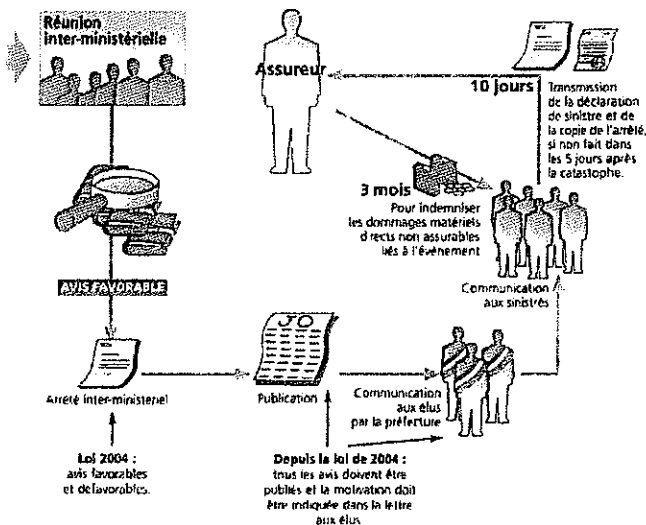 Réunion
inter-ministérielle
Assureur
10 jours
Transmission
de la déclaration
de sinistre et de
la copie de l'arrêté,
si non fait dans
les 5 jours après
la catastrophe.
3 mois
Pour indemniser
les dommages matériels
directs non assurables
liés à l'évènement
Communication
aux sinistrés
AVIS FAVORABLE
JO
Arrêté inter-ministeriel
Publication
Communication
aux élus
par la préfecture
Loi 2004 :
avis favorables
et défavorables.
Depuis la loi de 2004 :
tous les avis doivent être
publiés et la motivation doit
être indiquée dans la lettre
aux élus